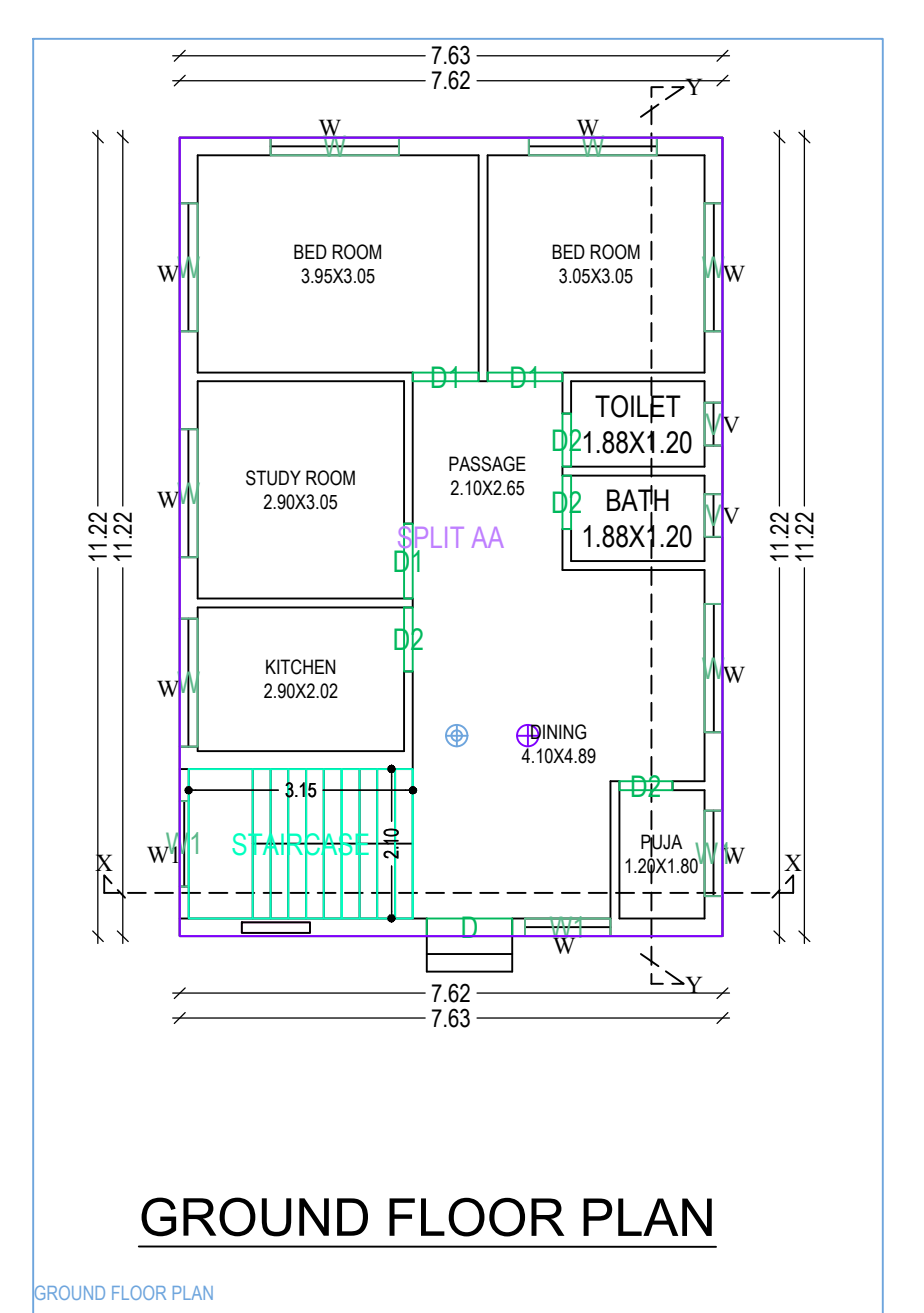 7.63
7.62
Y
W
W
W
W
BED ROOM
3.95X3.05
BED ROOM
3.05X3.05
W
W
W
W
D1
D1
TOILET
1.88X1.20
V
V
D2
PASSAGE
2.10X2.65
STUDY ROOM
2.90X3.05
W
W
BATH
1.88X1.20
V
V
D2
11.22
11.22
11.22
11.22
SPLIT AA
D1
D2
KITCHEN
2.90X2.02
W
W
W
W
DINING
4.10X4.89
D2
3.15
2.10
STAIRCASE
W1
W1
PUJA
1.20X1.80
W1
W
X
X
D
W1
W
Y
7.62
7.63
GROUND FLOOR PLAN
GROUND FLOOR PLAN